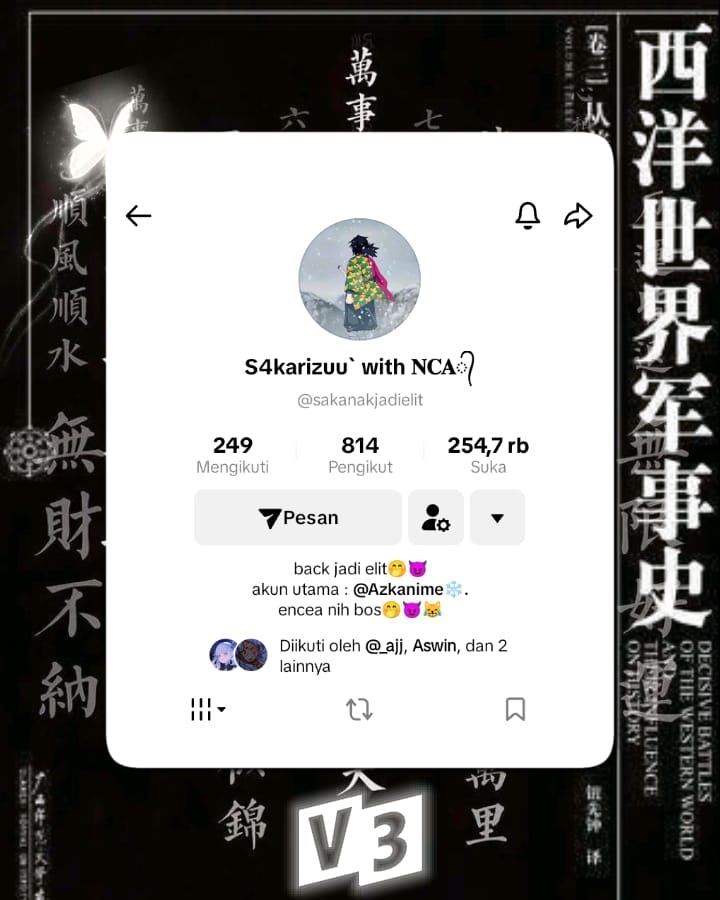 S4karizuu` with NCA
@sakanakjadielit
249
Mengikuti
814
Pengikut
254,7 rb
Suka
Pesan
back jadi elit🤭😈
akun utama : @Azkanime❄️.
encea nih bos🤭😈😹
Diikuti oleh @_ajj, Aswin, dan 2
lainnya
V3
西洋世界军事史
DECISIVE BATTLES
OF THE WESTERN WORLD
AND
THEIR INFLUENCE
ON HISTORY
萬事
六
七
順風順水
無財不納
錦
萬里